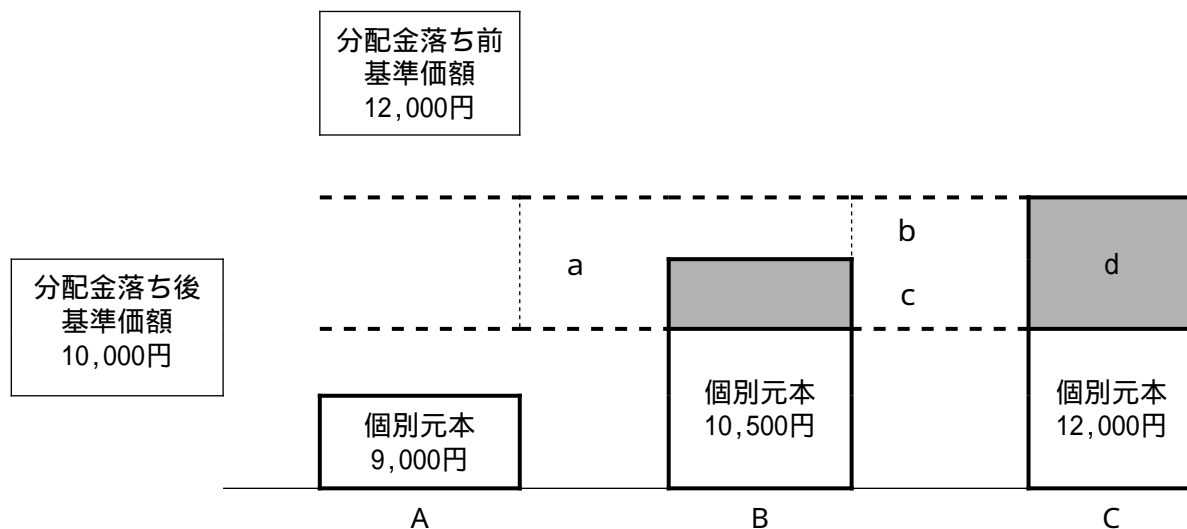 分配金落ち前
基準価額
12,000円
b
a
d
c
分配金落ち後
基準価額
10,000円
個別元本
9,000円
個別元本
10,500円
個別元本
12,000円
A
B
C